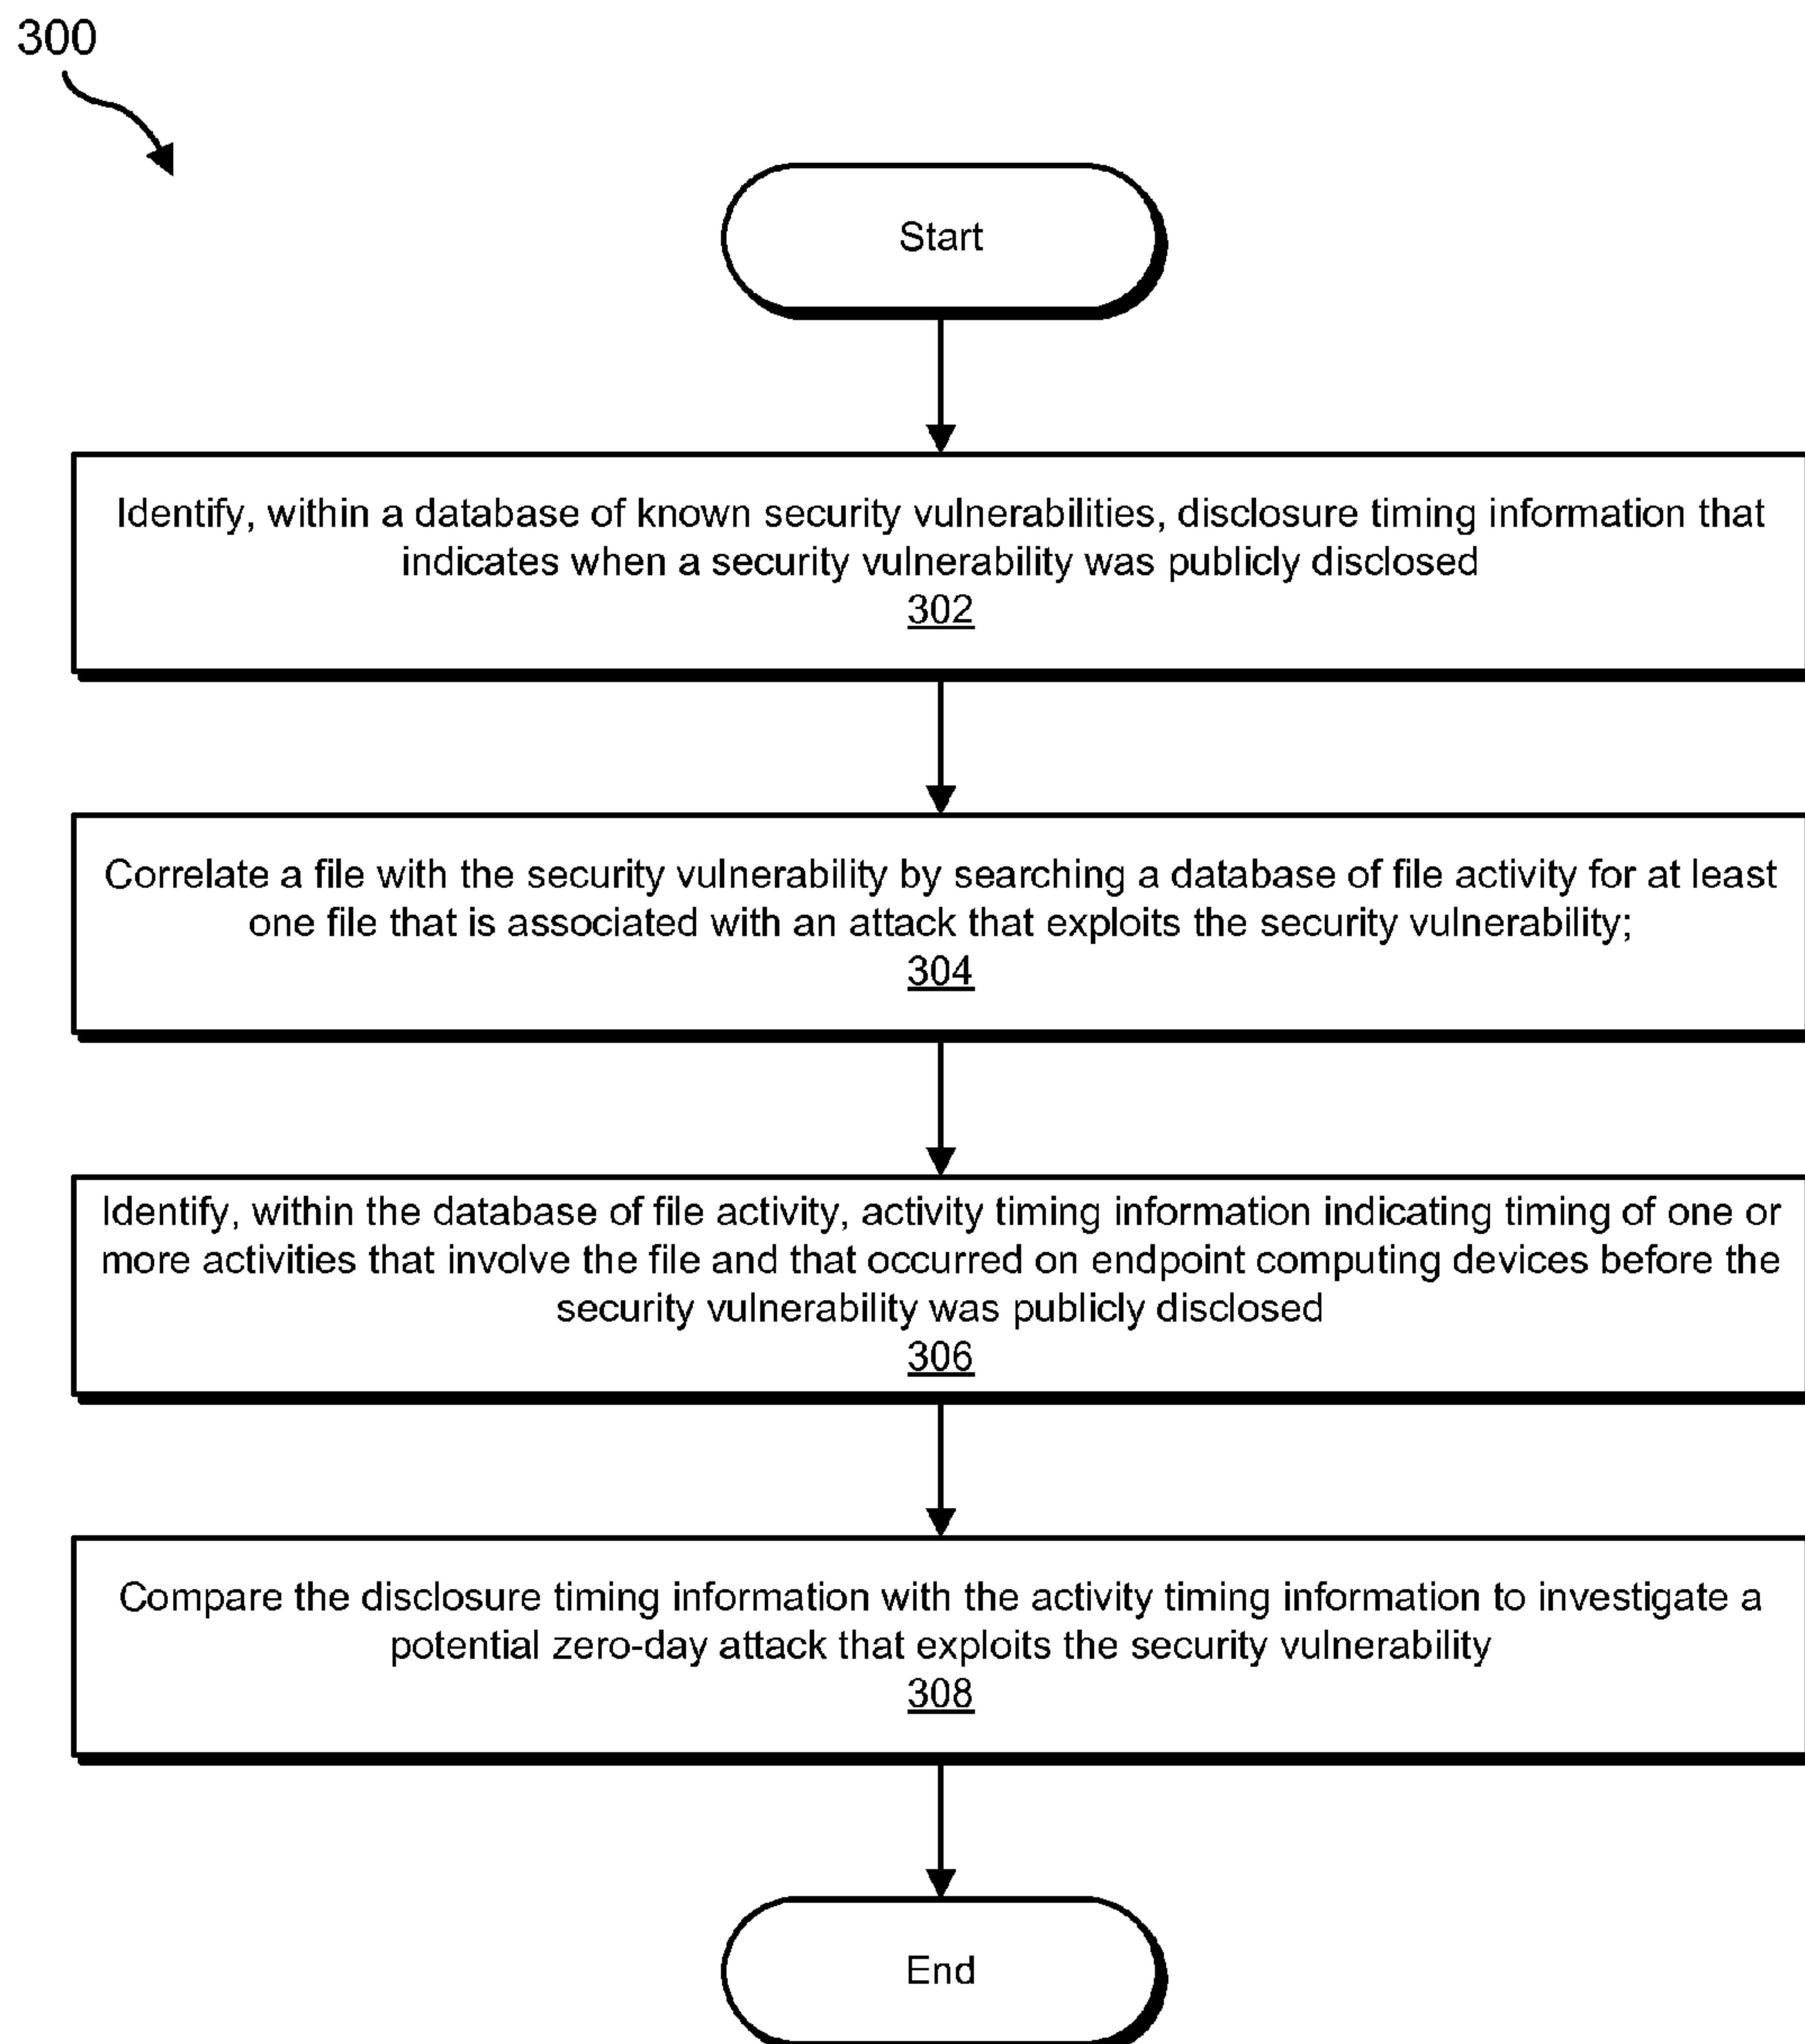 300
Start
Identify, within a database of known security vulnerabilities, disclosure timing information that
indicates when a security vulnerability was publicly disclosed
302
Correlate a file with the security vulnerability by searching a database of file activity for at least
one file that is associated with an attack that exploits the security vulnerability;
304
Identify, within the database of file activity, activity timing information indicating timing of one or
more activities that involve the file and that occurred on endpoint computing devices before the
security vulnerability was publicly disclosed
306
Compare the disclosure timing information with the activity timing information to investigate a
potential zero-day attack that exploits the security vulnerability
308
End